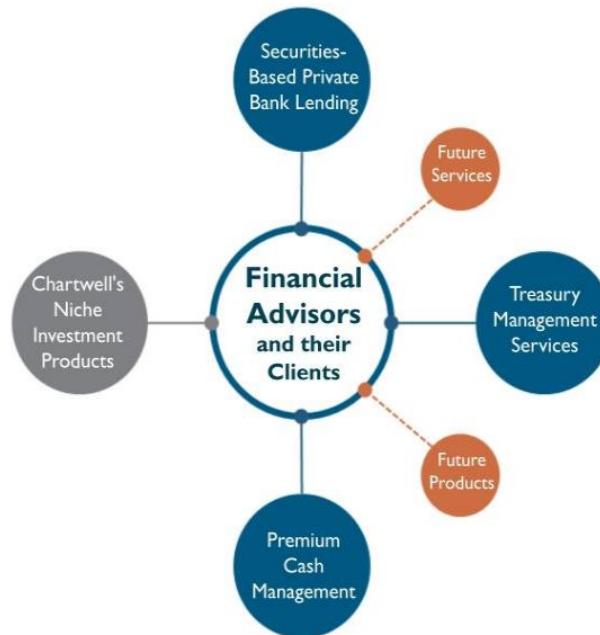 Securities-
Based Private
Bank Lending
Future
Services
Chartwell's
Niche
Investment
Products
Financial
Advisors
and their
Clients
Treasury
Management
Services
Future
Products
Premium
Cash
Management